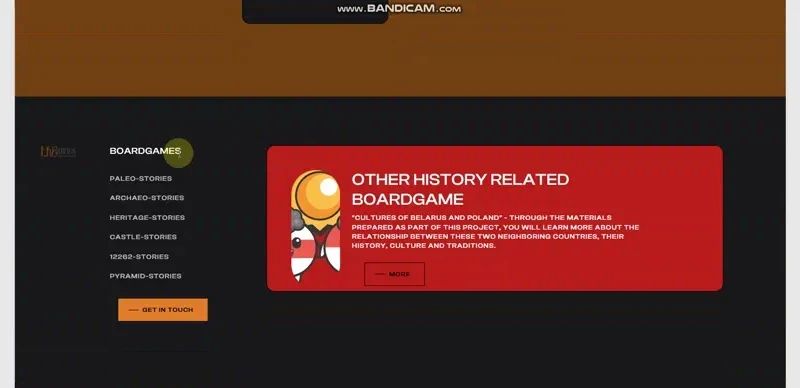 www.BANDICAM.com
BOARDGAMES
PALEO-STORIES
ARCHAEO-STORIES
HERITAGE-STORIES
CASTLE-STORIES
12262-STORIES
PYRAMID-STORIES
GET IN TOUCH
OTHER HISTORY RELATED
BOARDGAME
"CULTURES OF BELARUS AND POLAND" - THROUGH THE MATERIALS
PREPARED AS PART OF THIS PROJECT, YOU WILL LEARN MORE ABOUT THE
RELATIONSHIP BETWEEN THESE TWO NEIGHBORING COUNTRIES, THEIR
HISTORY, CULTURE AND TRADITIONS.
MORE